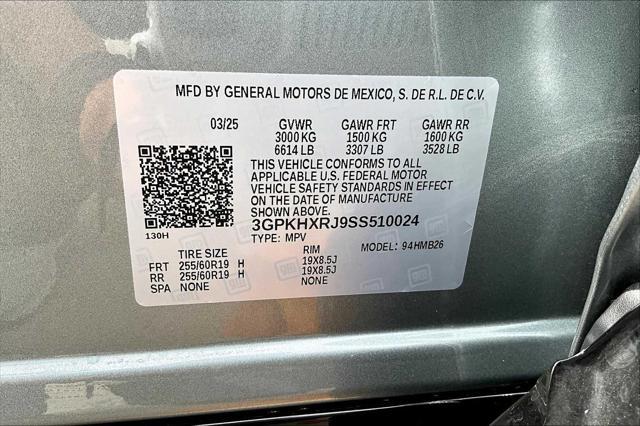 MFD BY GENERAL MOTORS DE MEXICO, S. DE R.L. DE C.V.
03/25 GVWR GAWR FRT GAWR RR
3000 KG 1500 KG 1600 KG
6614 LB 3307 LB 3528 LB
THIS VEHICLE CONFORMS TO ALL
APPLICABLE U.S. FEDERAL MOTOR
VEHICLE SAFETY STANDARDS IN EFFECT
ON THE DATE OF MANUFACTURE
SHOWN ABOVE.
3GPKHXRJ9SS510024
130H
TYPE: MPV MODEL: 94HMB26
TIRE SIZE RIM
FRT 255/60R19 H 19X8.5J
RR 255/60R19 H 19X8.5J
SPA NONE NONE